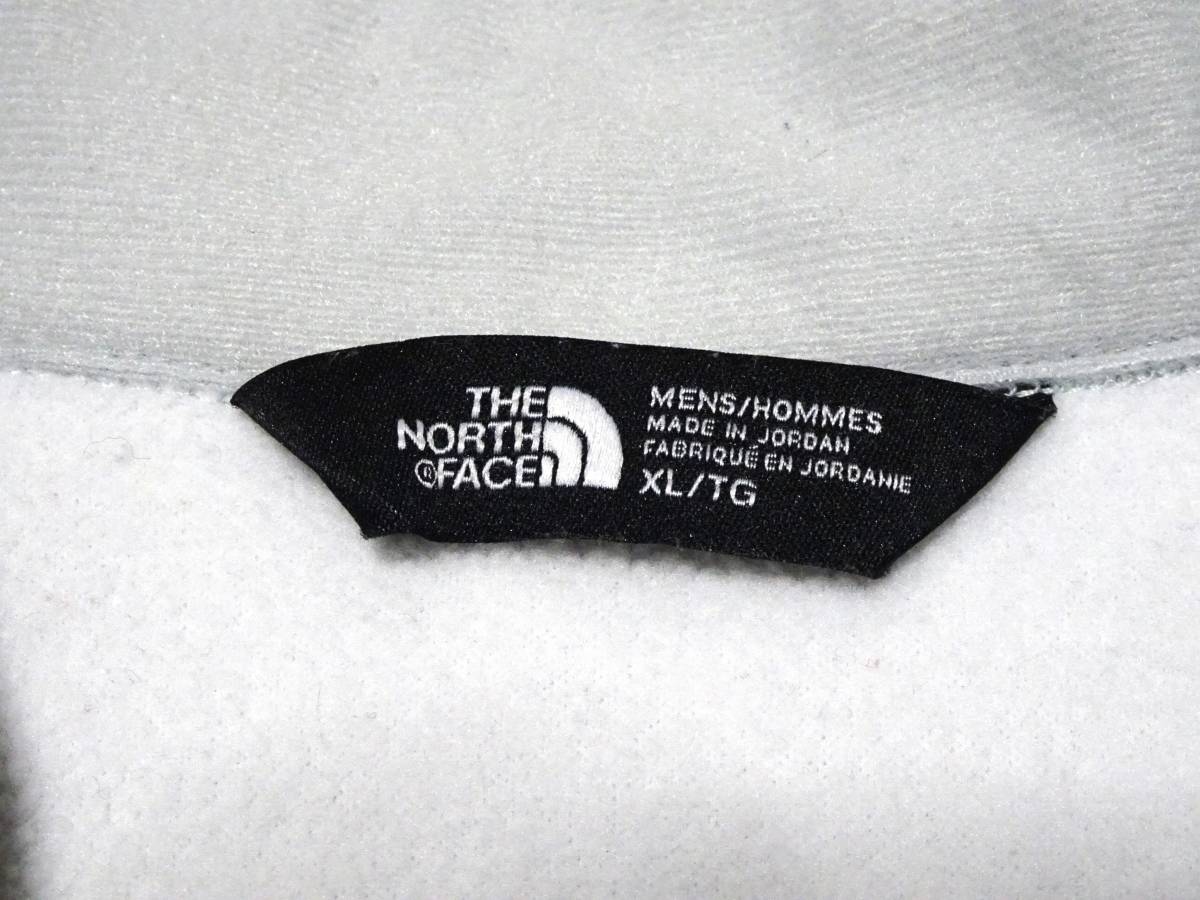 THE
NORTH
®FACE
MENS/HOMMES
MADE IN JORDAN
FABRIQUÉ EN JORDANIE
XL/TG